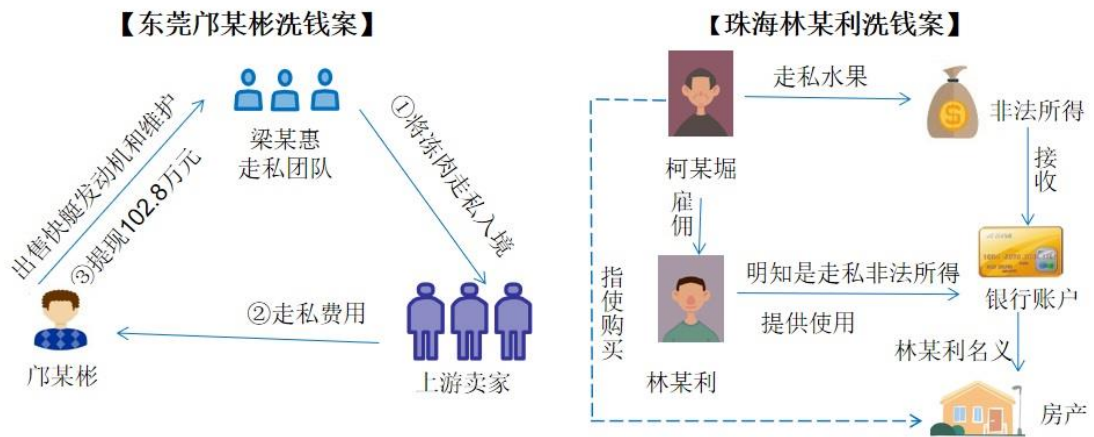 【东莞邝某彬洗钱案】
梁某惠
走私团队
①将冻肉走私入境
出售快艇发动机和维护
③提现102.8万元
②走私费用
邝某彬
上游卖家
【珠海林某利洗钱案】
走私水果
非法所得
柯某堀
接收
雇佣
明知是走私非法所得
提供使用
银行账户
指使购买
林某利
林某利名义
房产